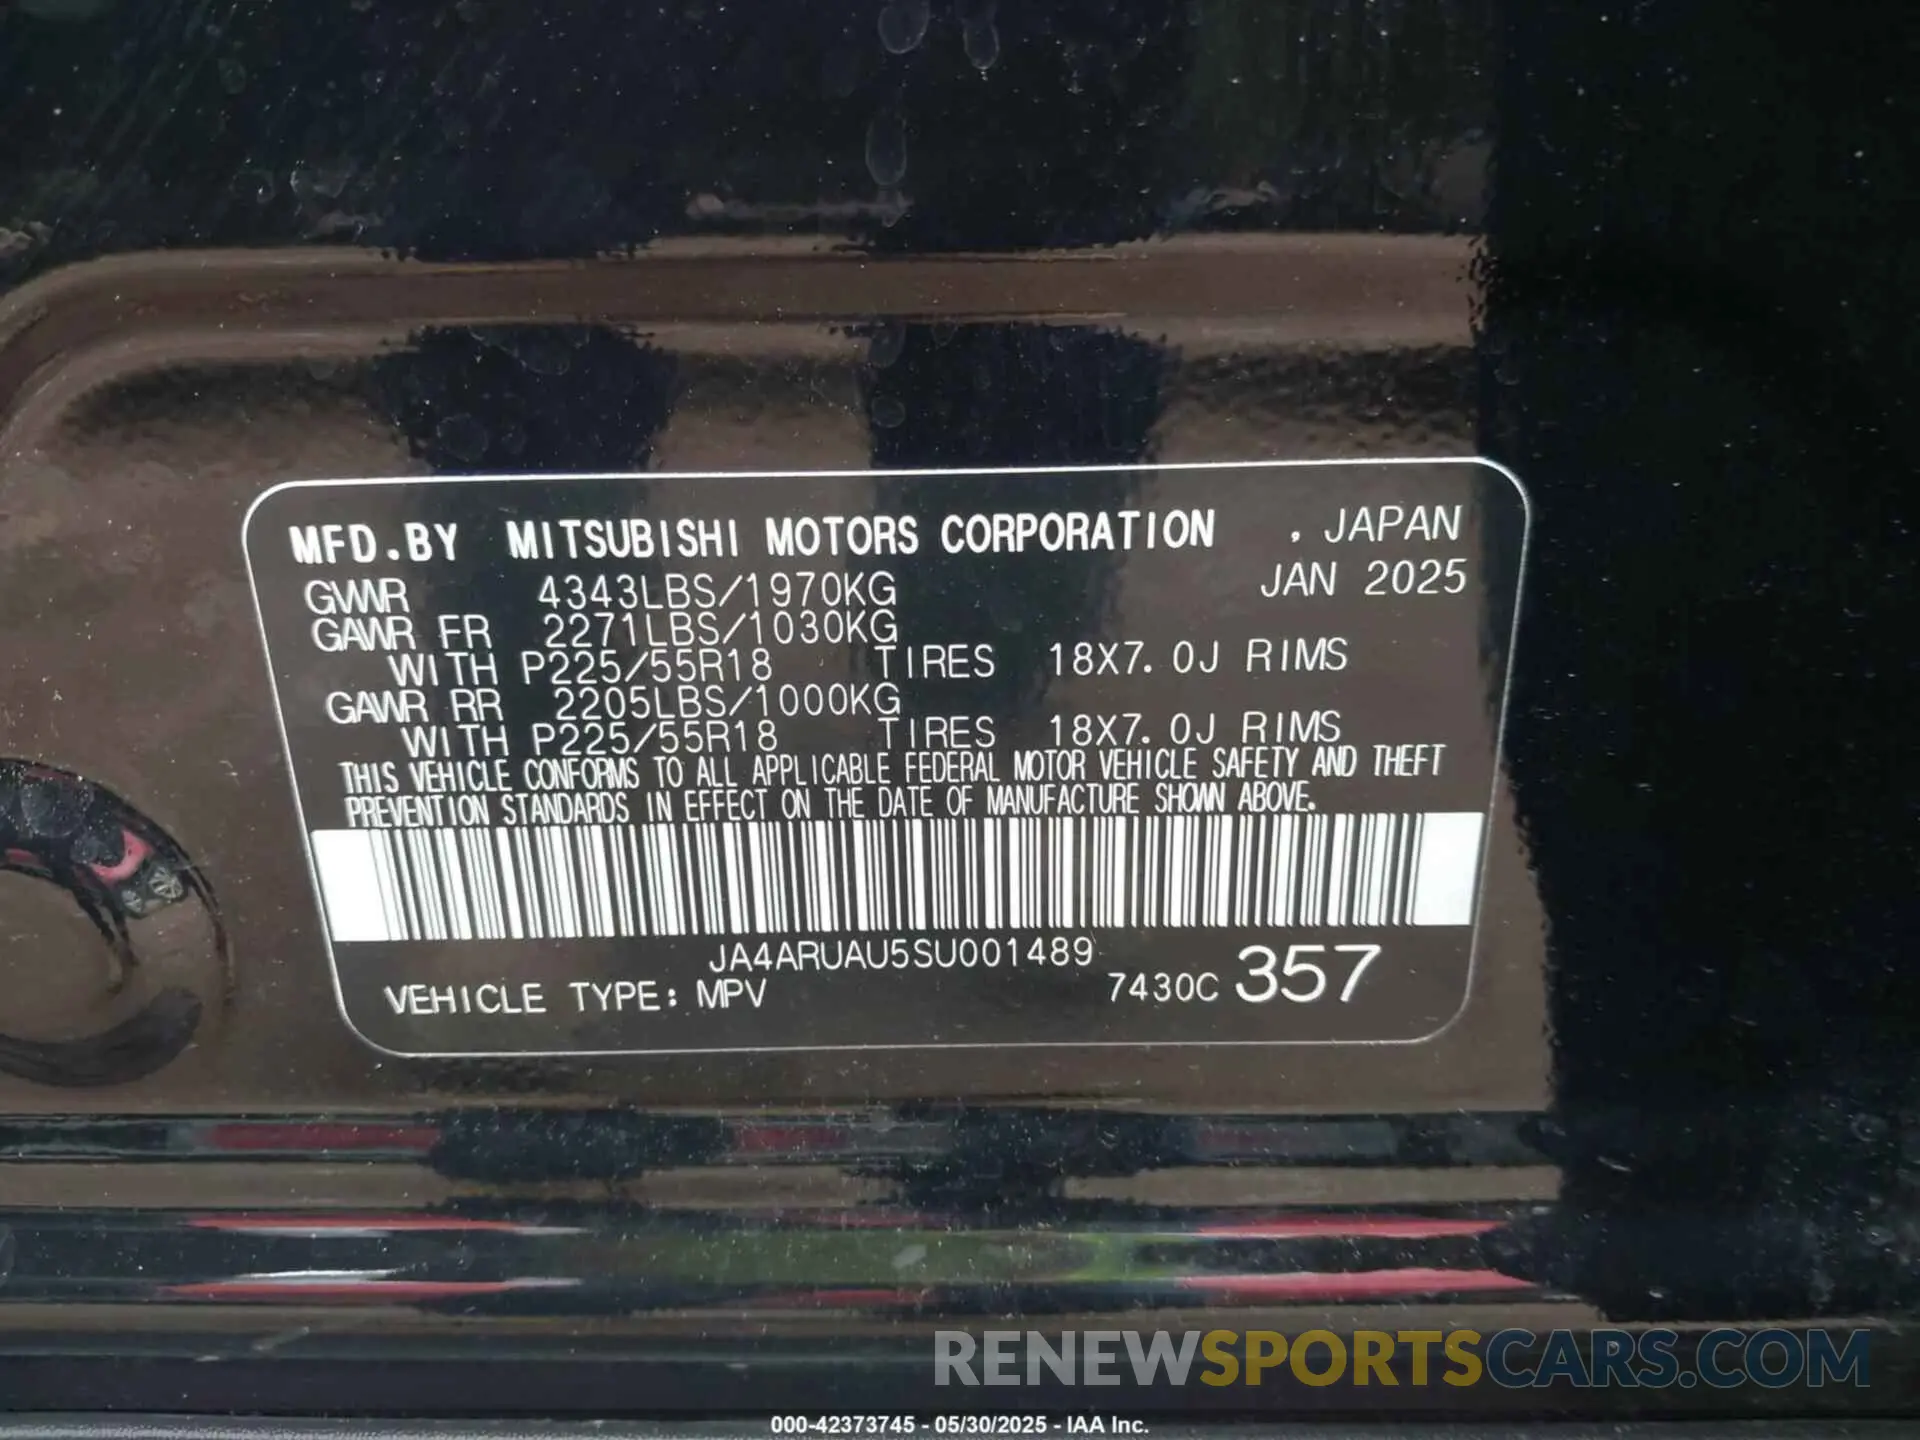 MFD.BY MITSUBISHI MOTORS CORPORATION , JAPAN
GVWR 4343LBS/1970KG JAN 2025
GAWR FR 2271LBS/1030KG
WITH P225/55R18 TIRES 18X7.0J RIMS
GAWR RR 2205LBS/1000KG
WITH P225/55R18 TIRES 18X7.0J RIMS
THIS VEHICLE CONFORMS TO ALL APPLICABLE FEDERAL MOTOR VEHICLE SAFETY AND THEFT
PREVENTION STANDARDS IN EFFECT ON THE DATE OF MANUFACTURE SHOWN ABOVE.
JA4ARUAU5SU001489
VEHICLE TYPE: MPV 7430C 357
RENEWSPORTSCARS.COM
000-42373745 - 05/30/2025 - IAA Inc.